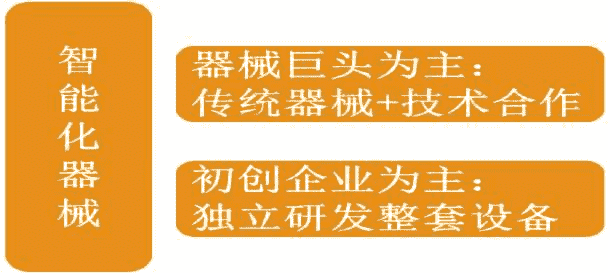 智能化器械
器械巨头为主：
传统器械+技术合作
初创企业为主：
独立研发整套设备